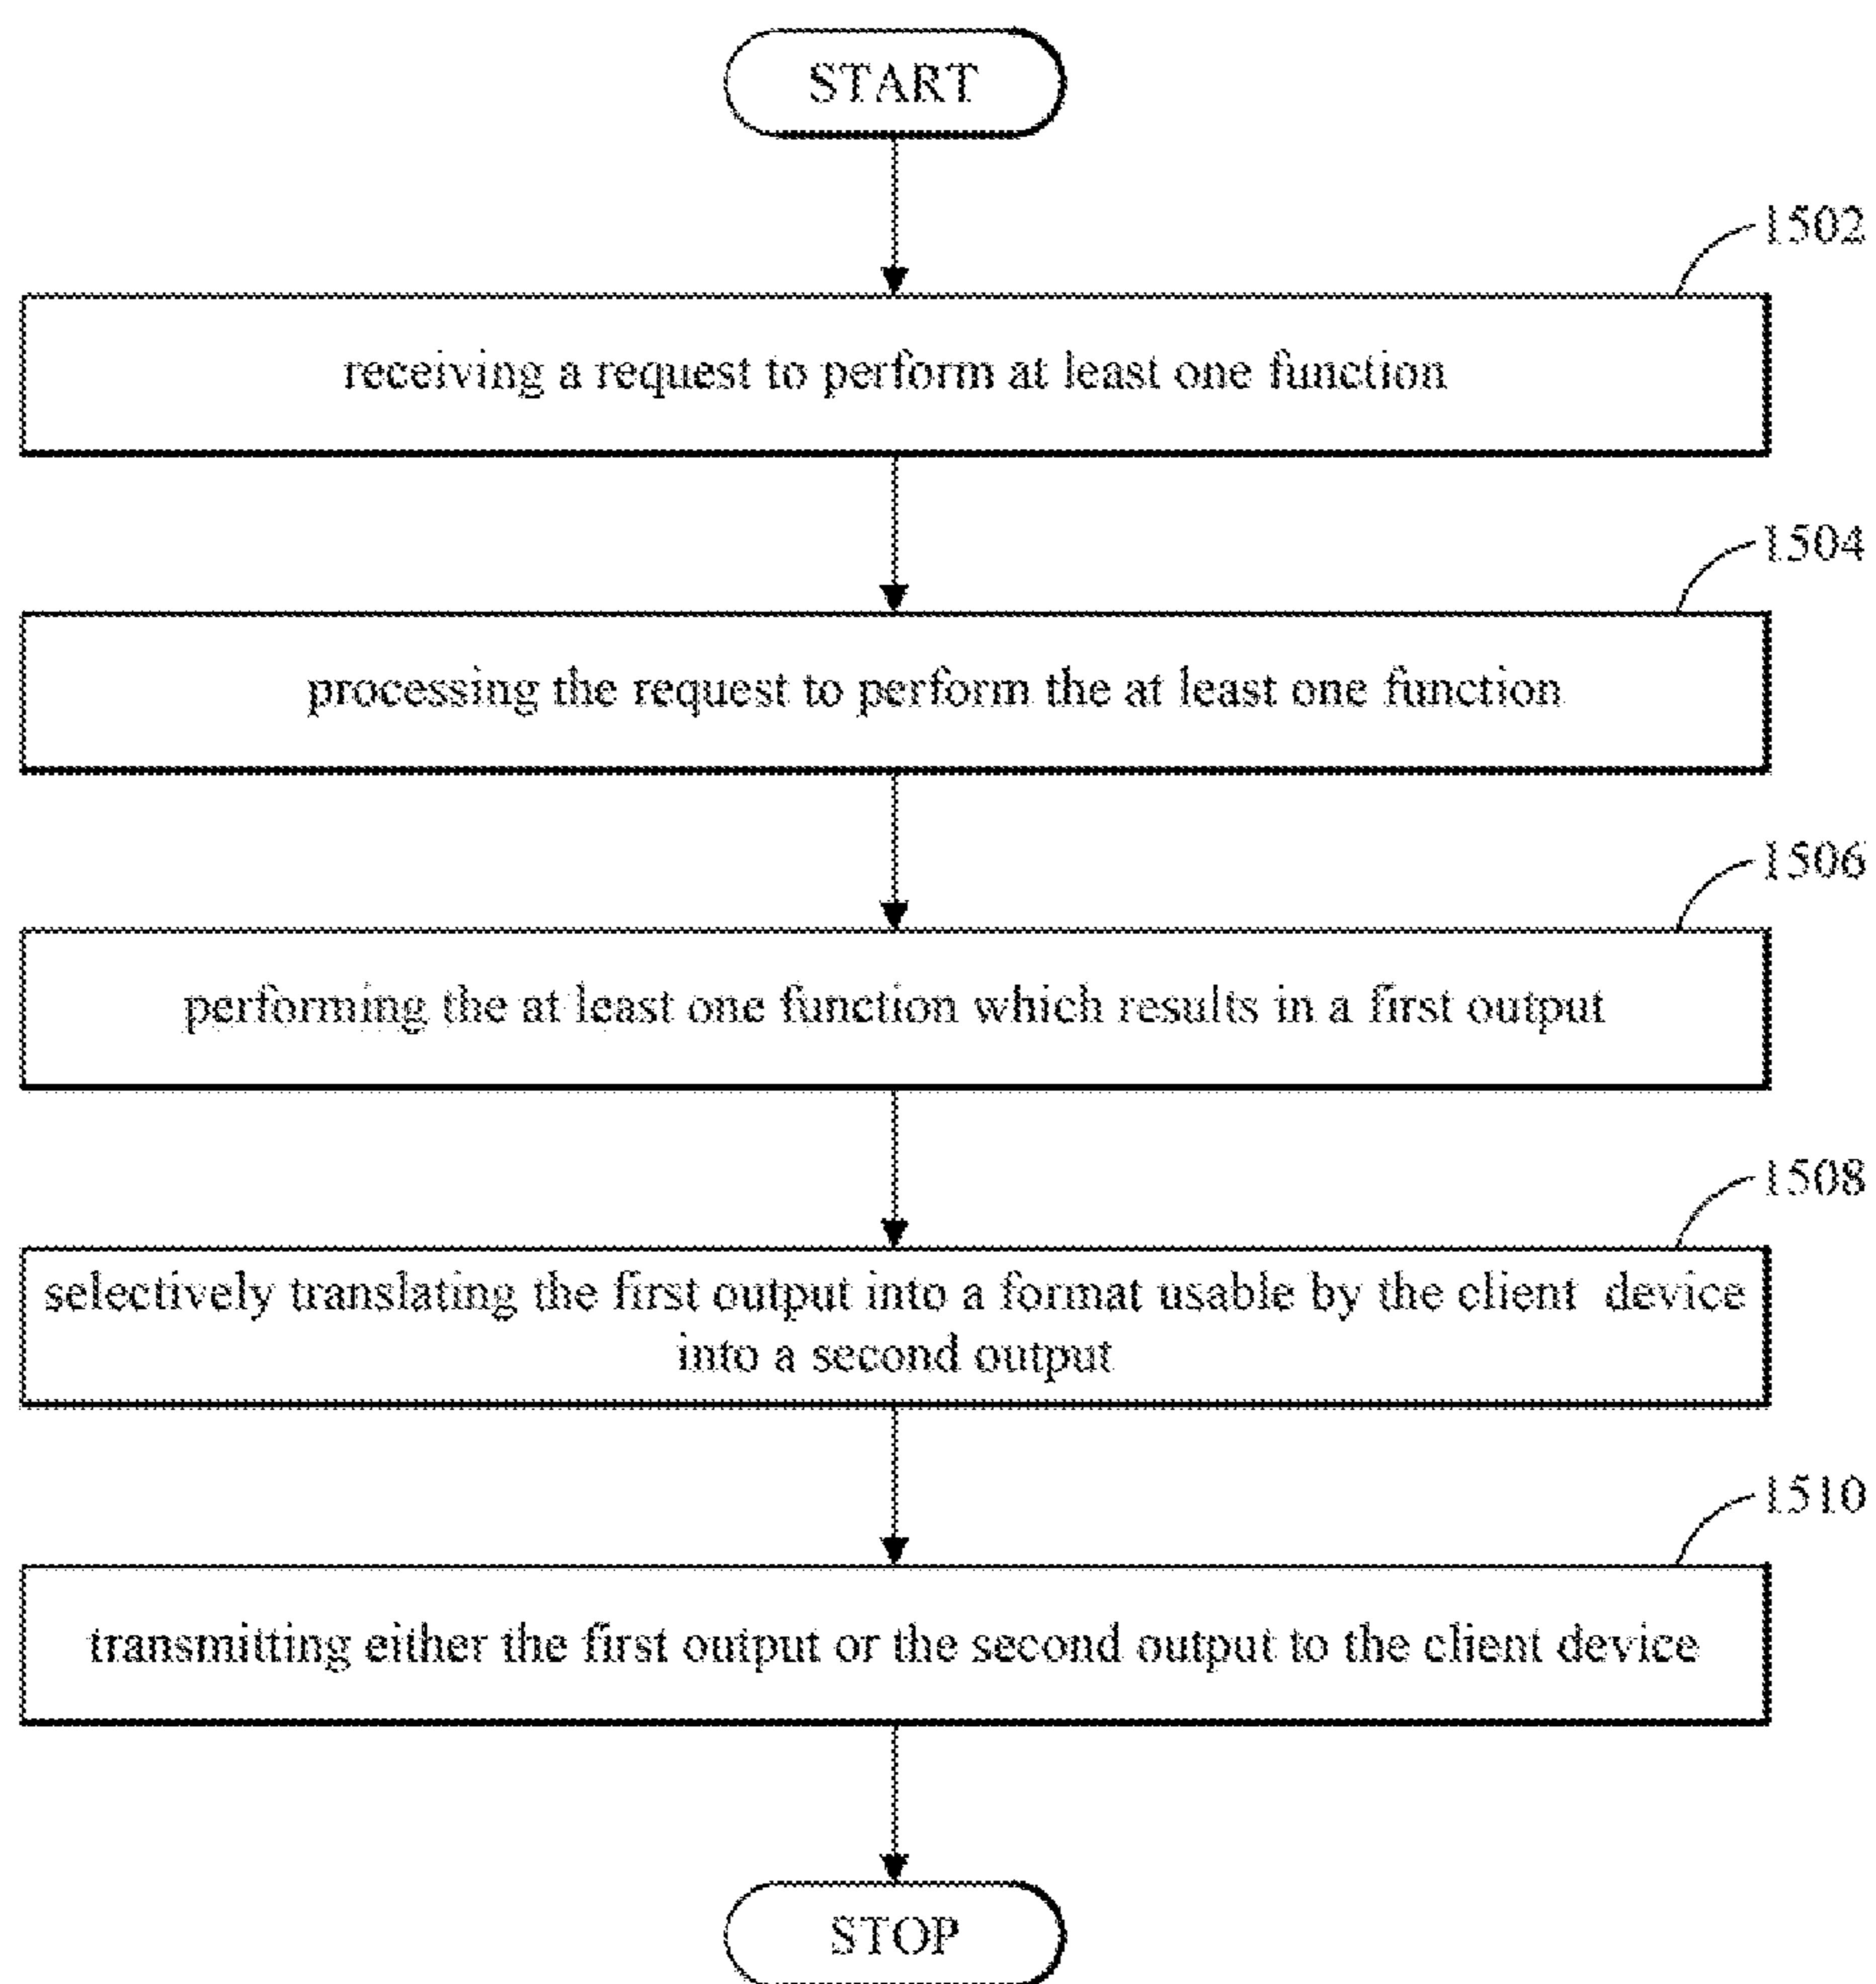 START
1502
receiving a request to perform at least one function
1504
processing the request to perform the at least one function
1506
performing the at least one function which results in a first output
1508
selectively translating the first output into a format usable by the client device
into a second output
1510
transmitting either the first output or the second output to the client device
STOP